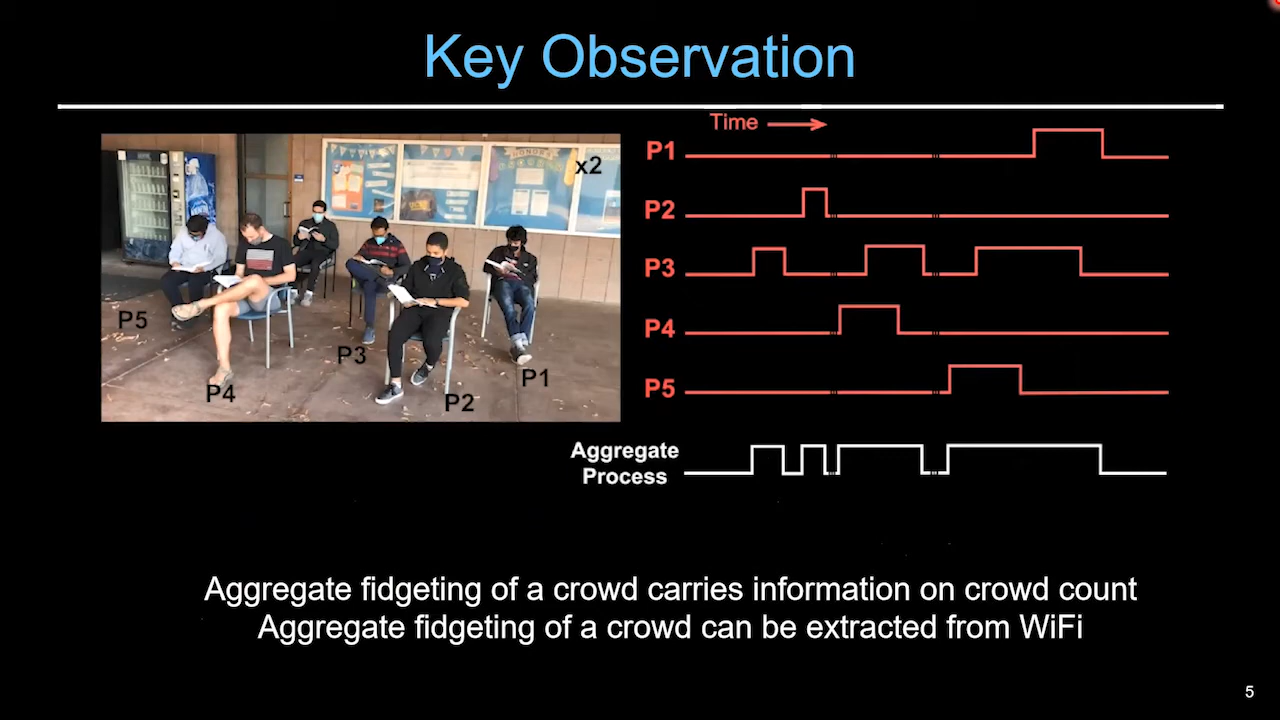 Key Observation
x2
P5
P4
P3
P2
P1
Time
P1
P2
P3
P4
P5
Aggregate
Process
Aggregate fidgeting of a crowd carries information on crowd count
Aggregate fidgeting of a crowd can be extracted from WiFi
5